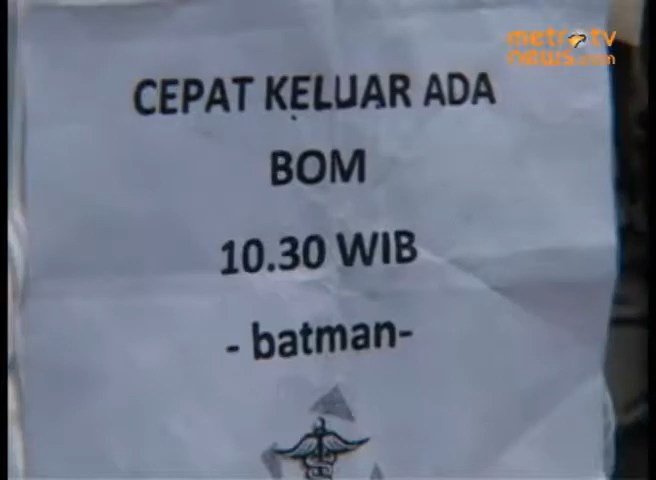 metrotv
news.com
CEPAT KELUAR ADA
BOM
10.30 WIB
- batman-